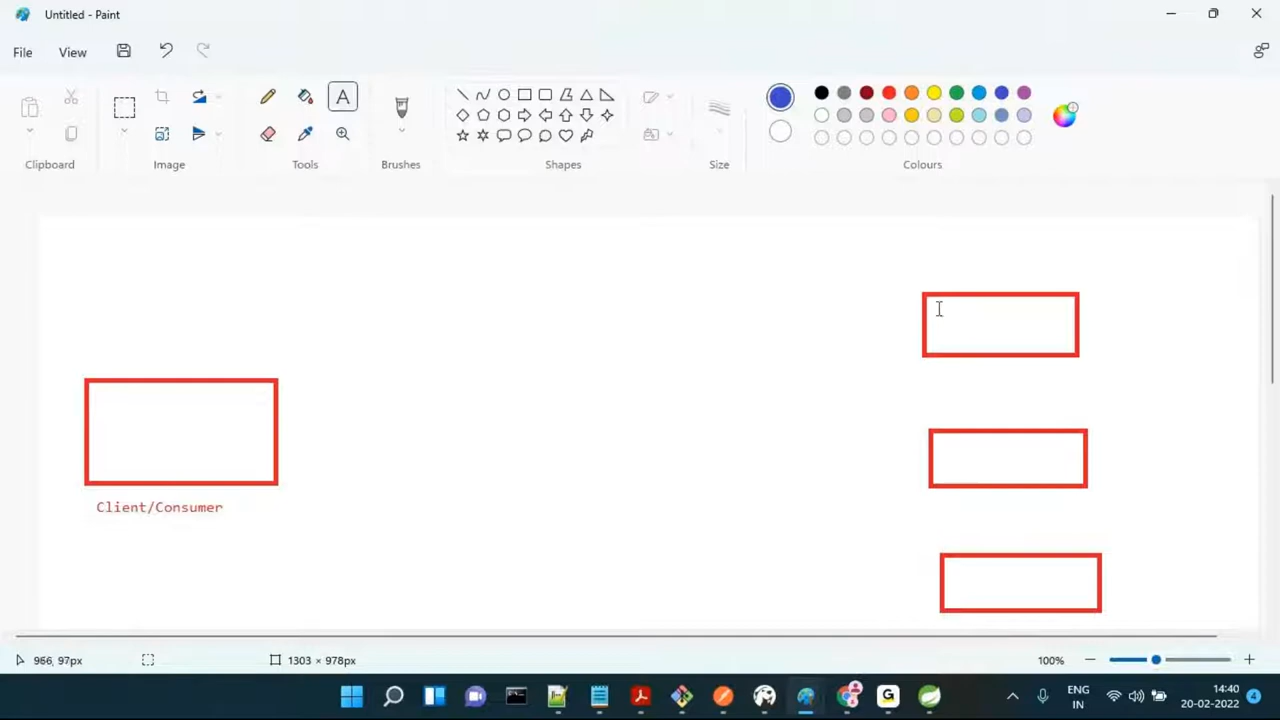 Untitled - Paint
File View
Clipboard Image Tools Brushes Shapes Size Colours
A
Client/Consumer
966, 97px 1303 × 978px 100%
ENG
IN
14:40
20-02-2022
4
G